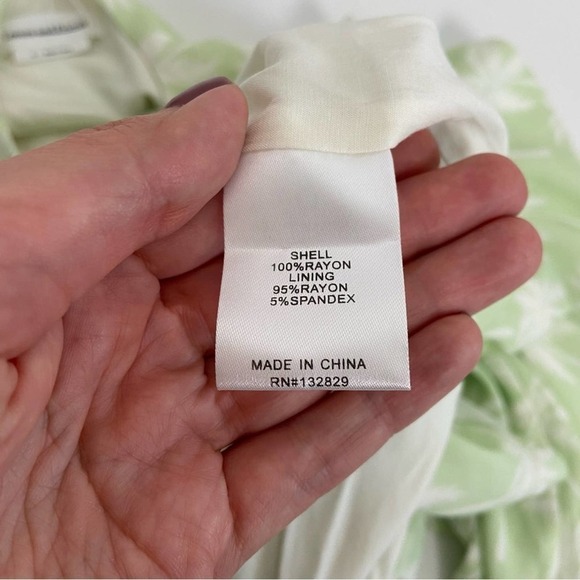 SHELL
100%RAYON
LINING
95%RAYON
5%SPANDEX
MADE IN CHINA
RN#132829